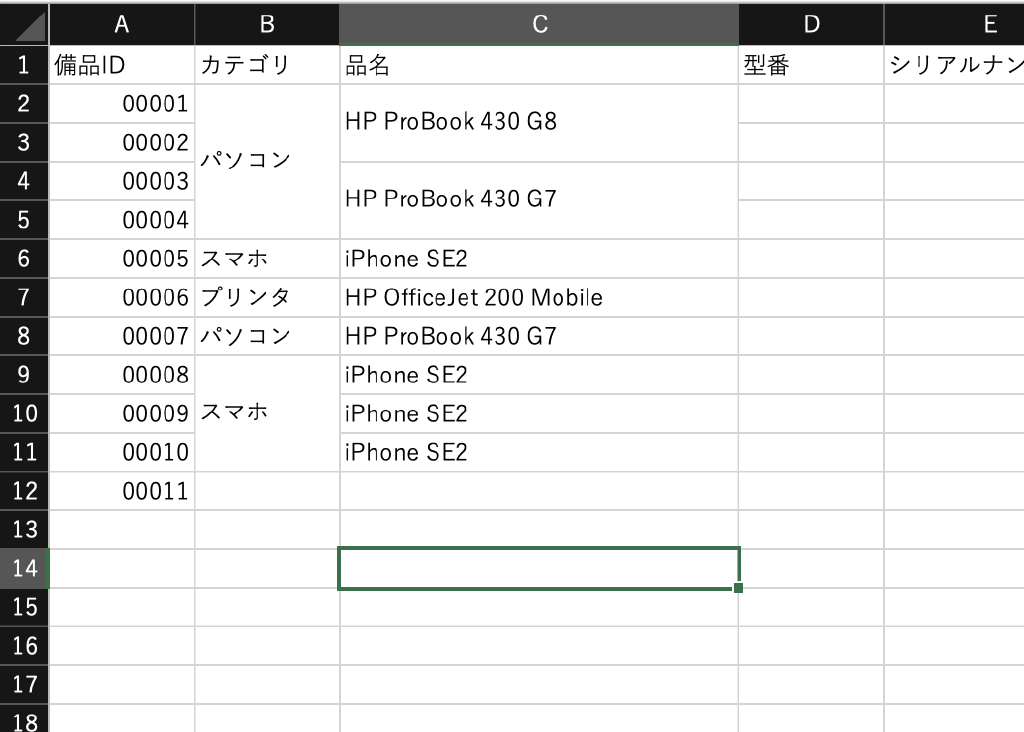 A B C D E
1 備品ID カテゴリ 品名 型番 シリアルナン
2 00001 HP ProBook 430 G8
3 00002 パソコン
4 00003 HP ProBook 430 G7
5 00004
6 00005 スマホ iPhone SE2
7 00006 プリンタ HP OfficeJet 200 Mobile
8 00007 パソコン HP ProBook 430 G7
9 00008 iPhone SE2
10 00009 スマホ iPhone SE2
11 00010 iPhone SE2
12 00011
13
14
15
16
17
18